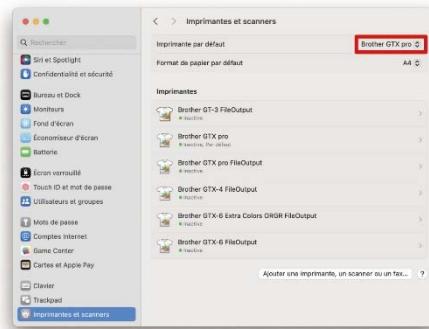 Imprimantes et scanners
Rechercher
Siri et Spotlight
Confidentialité et sécurité
Bureau et Dock
Moniteurs
Fond d'écran
Économiseur d'écran
Batterie
Écran verrouillé
Touch ID et mot de passe
Utilisateurs et groupes
Mots de passe
Comptes Internet
Game Center
Cartes et Apple Pay
Clavier
Trackpad
Imprimantes et scanners
Imprimante par défaut
Brother GTX pro
Format de papier par défaut
A4
Imprimantes
Brother GT-3 FileOutput
Inactive
Brother GTX pro
Inactive, Par défaut
Brother GTX pro FileOutput
Inactive
Brother GTX-4 FileOutput
Inactive
Brother GTX-6 Extra Colors ORGR FileOutput
Inactive
Brother GTX-6 FileOutput
Inactive
Ajouter une imprimante, un scanner ou un fax...
?